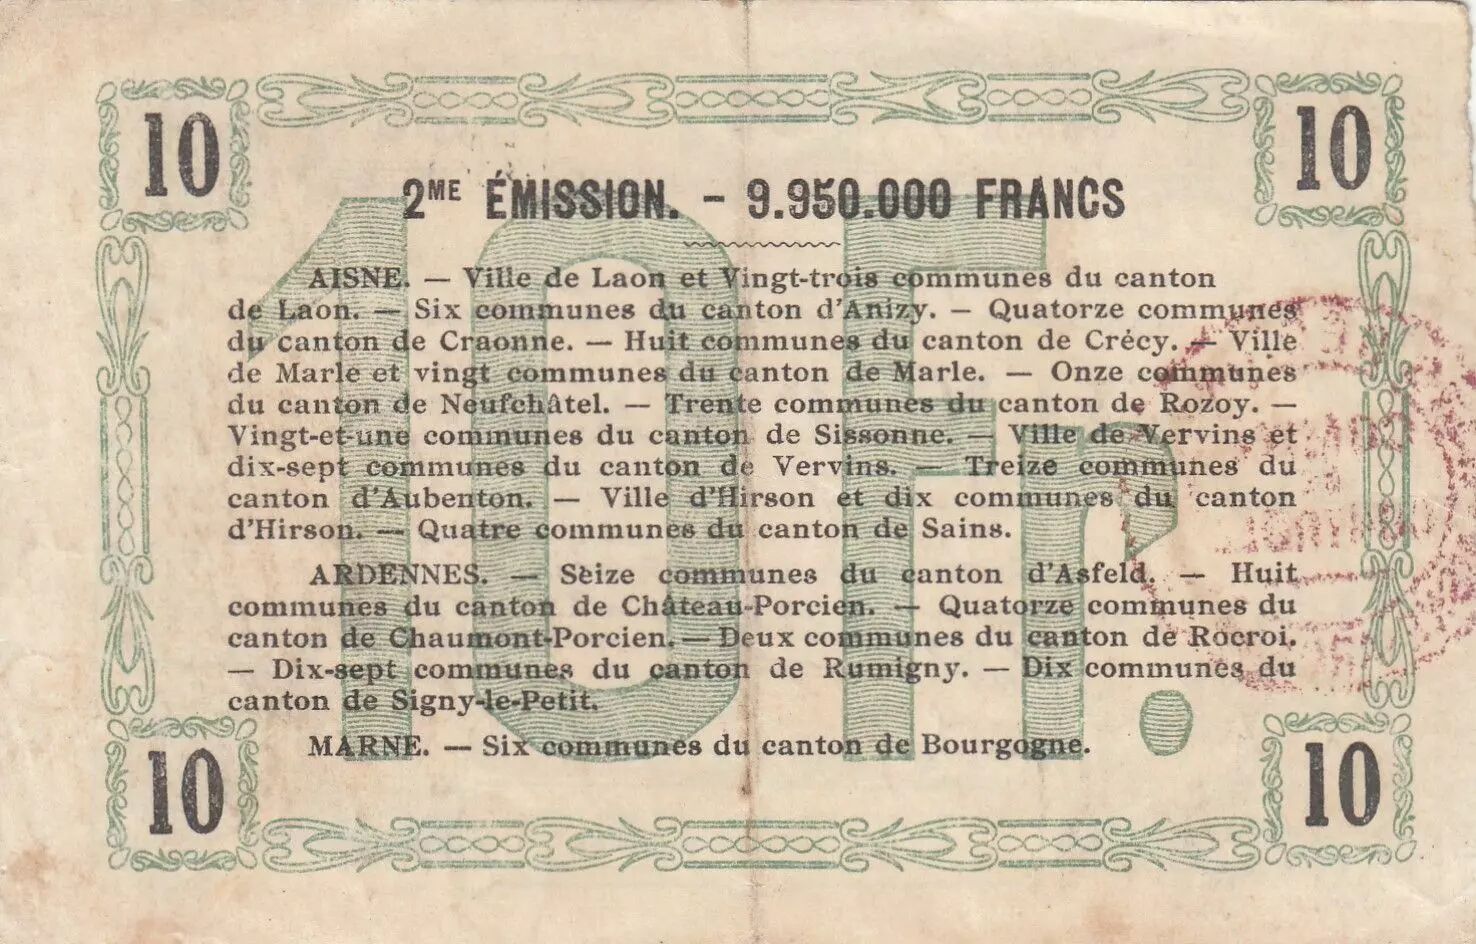 10
10
2ME ÉMISSION. - 9.950.000 FRANCS
AISNE. — Ville de Laon et Vingt-trois communes du canton
de Laon. — Six communes du canton d'Anizy. — Quatorze communes
du canton de Craonne. — Huit communes du canton de Crécy. — Ville
de Marle et vingt communes du canton de Marle. — Onze communes
du canton de Neufchâtel. — Trente communes du canton de Rozoy. —
Vingt-et-une communes du canton de Sissonne. — Ville de Vervins et
dix-sept communes du canton de Vervins. — Treize communes du
canton d'Aubenton. — Ville d'Hirson et dix communes du canton
d'Hirson. — Quatre communes du canton de Sains.
ARDENNES. — Seize communes du canton d'Asfeld. — Huit
communes du canton de Château-Porcien. — Quatorze communes du
canton de Chaumont-Porcien. — Deux communes du canton de Rocroi.
— Dix-sept communes du canton de Rumigny. — Dix communes du
canton de Signy-le-Petit.
MARNE. — Six communes du canton de Bourgogne.
10 Fr.
10
10